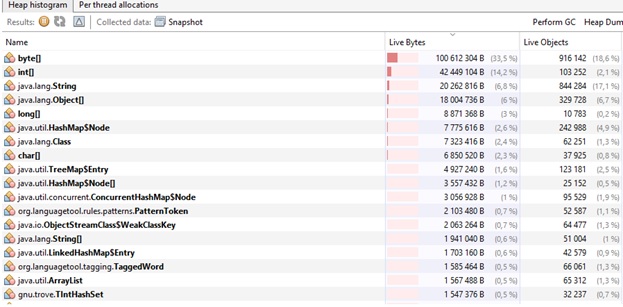 Heap histogram Per thread allocations
Results: Collected data: Snapshot Perform GC Heap Dum
Name Live Bytes Live Objects
byte[] 100 612 304 B (33,5 %) 916 142 (18,6 %)
int[] 42 449 104 B (14,2 %) 103 252 (2,1 %)
java.lang.String 20 262 816 B (6,8 %) 844 284 (17,1 %)
java.lang.Object[] 18 004 736 B (6 %) 329 728 (6,7 %)
long[] 8 871 368 B (3 %) 10 783 (0,2 %)
java.util.HashMap$Node 7 775 616 B (2,6 %) 242 988 (4,9 %)
java.lang.Class 7 323 416 B (2,4 %) 62 251 (1,3 %)
char[] 6 850 520 B (2,3 %) 37 925 (0,8 %)
java.util.TreeMap$Entry 4 927 240 B (1,6 %) 123 181 (2,5 %)
java.util.HashMap$Node[] 3 557 432 B (1,2 %) 25 152 (0,5 %)
java.util.concurrent.ConcurrentHashMap$Node 3 056 928 B (1 %) 95 529 (1,9 %)
org.languagetool.rules.patterns.PatternToken 2 103 480 B (0,7 %) 52 587 (1,1 %)
java.io.ObjectStreamClass$WeakClassKey 2 063 264 B (0,7 %) 64 477 (1,3 %)
java.lang.String[] 1 941 040 B (0,6 %) 51 004 (1 %)
java.util.LinkedHashMap$Entry 1 703 160 B (0,6 %) 42 579 (0,9 %)
org.languagetool.tagging.TaggedWord 1 585 464 B (0,5 %) 66 061 (1,3 %)
java.util.ArrayList 1 567 488 B (0,5 %) 65 312 (1,3 %)
gnu.trove.TIntHashSet 1 547 376 B (0,5 %) 32 237 (0,7 %)